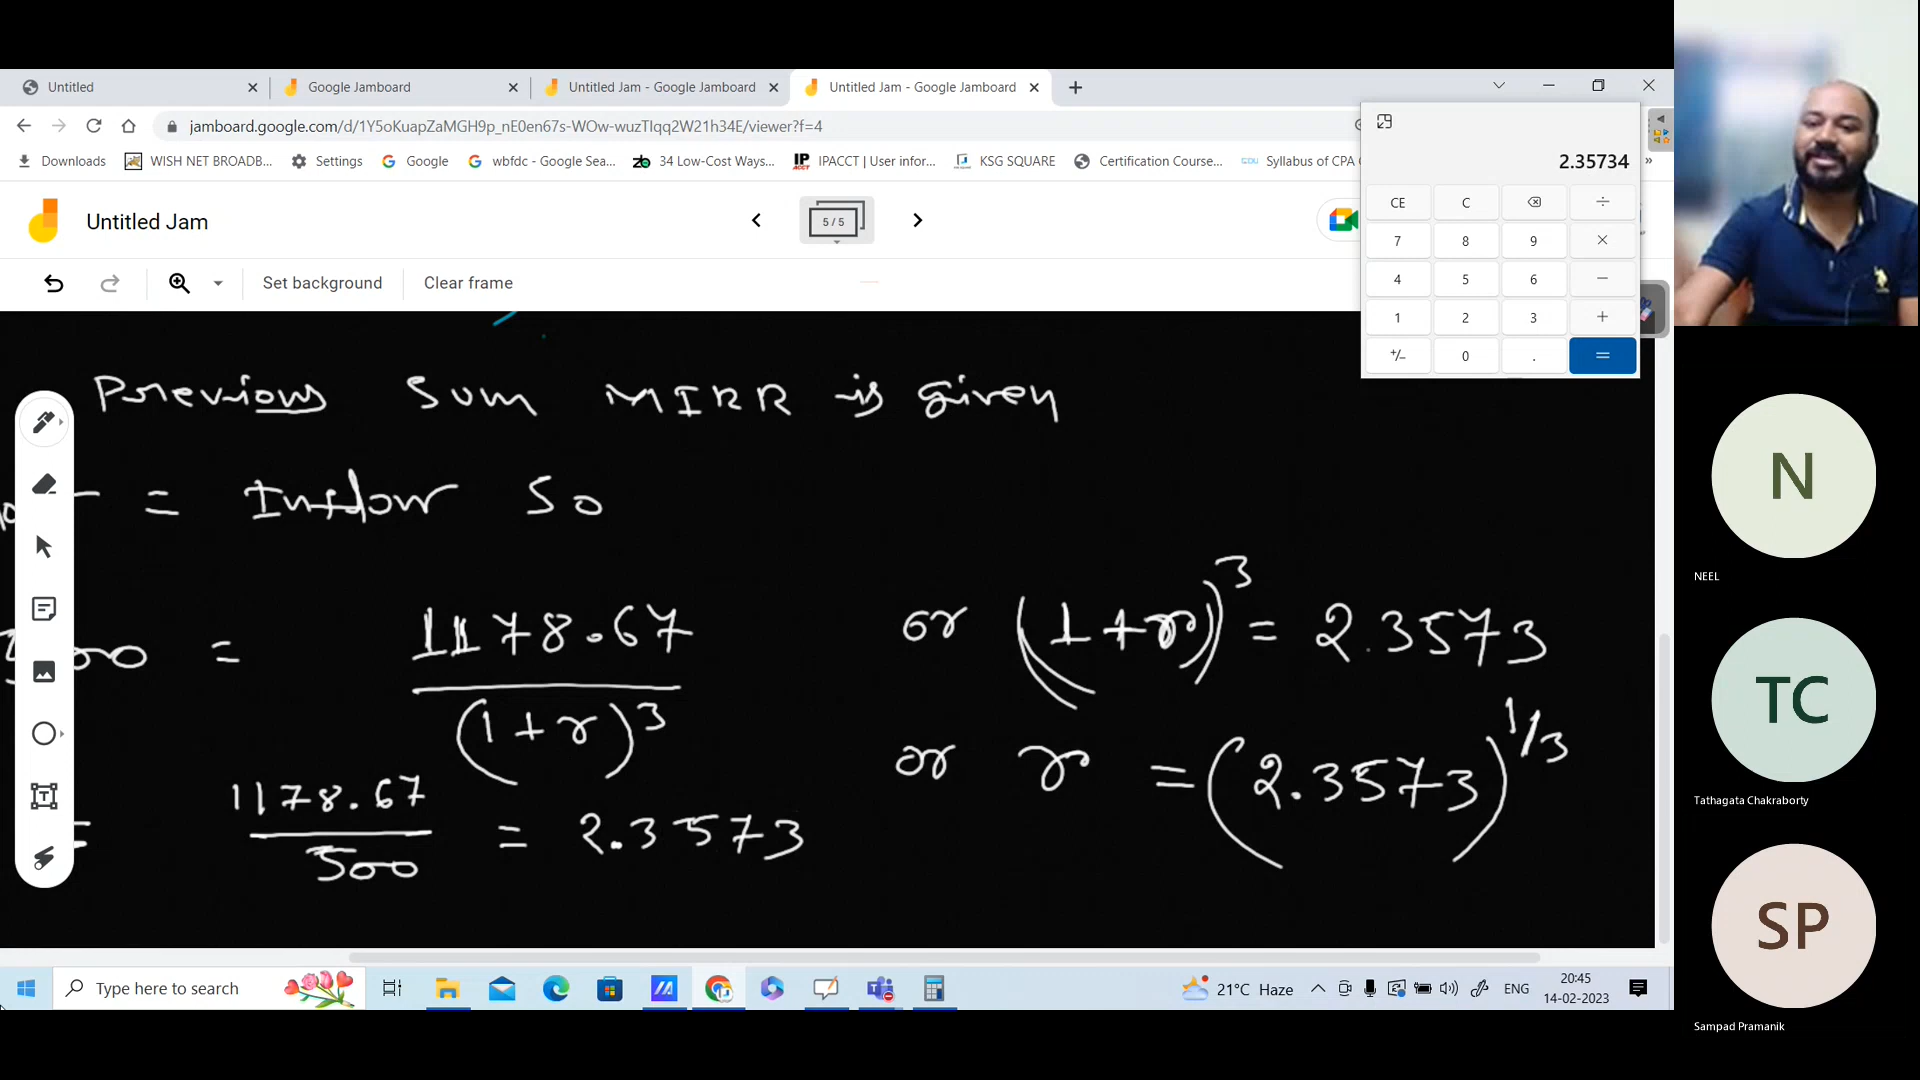 Untitled
Google Jamboard
Untitled Jam - Google Jamboard
Untitled Jam - Google Jamboard
jamboard.google.com/d/1Y5oKuapZaMGH9p_nE0en67s-WOw-wuzTlqq2W21h34E/viewer?f=4
Downloads WISH NET BROADB... Settings Google wbfdc - Google Sea... 34 Low-Cost Ways... IPACCT | User infor... KSG SQUARE Certification Course... Syllabus of CPA
Untitled Jam
5 / 5
Set background Clear frame
2.35734
CE C ÷
7 8 9 ×
4 5 6 −
1 2 3 +
+/− 0 . =
Previous Sum MIRR is given
= Inflow So
= 1178.67
(1+r)3
1178.67
500 = 2.3573
or (1+r)3 = 2.3573
or r = (2.3573)1/3
Type here to search
21°C Haze
ENG
20:45
14-02-2023
N
NEEL
TC
Tathagata Chakraborty
SP
Sampad Pramanik